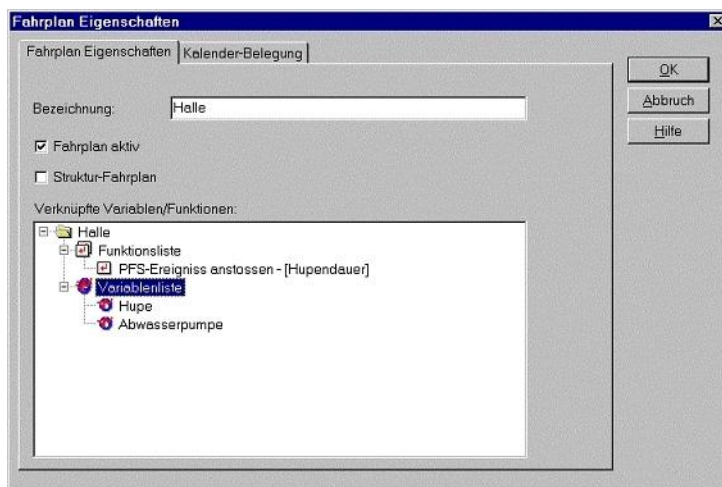 Fahrplan Eigenschaften
Fahrplan Eigenschaften Kalender-Belegung
OK
Bezeichnung: Halle
Abbruch
Hilfe
Fahrplan aktiv
Struktur-Fahrplan
Verknüpfte Variablen/Funktionen:
Halle
Funktionsliste
PFS-Ereigniss anstossen - [Hupendauer]
Variablenliste
Hupe
Abwasserpumpe